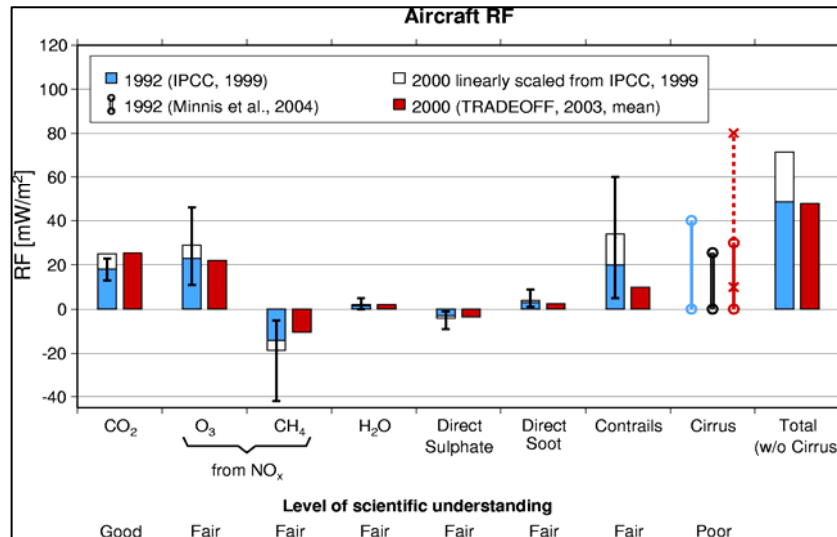 Aircraft RF
1992 (IPCC, 1999)
2000 linearly scaled from IPCC, 1999
1992 (Minnis et al., 2004)
2000 (TRADEOFF, 2003, mean)
RF [mW/m²]
120
100
80
60
40
20
0
-20
-40
CO₂
O₃
CH₄
H₂O
Direct Sulphate
Direct Soot
Contrails
Cirrus
Total (w/o Cirrus)
from NOₓ
Level of scientific understanding
Good Fair Fair Fair Fair Fair Fair Poor